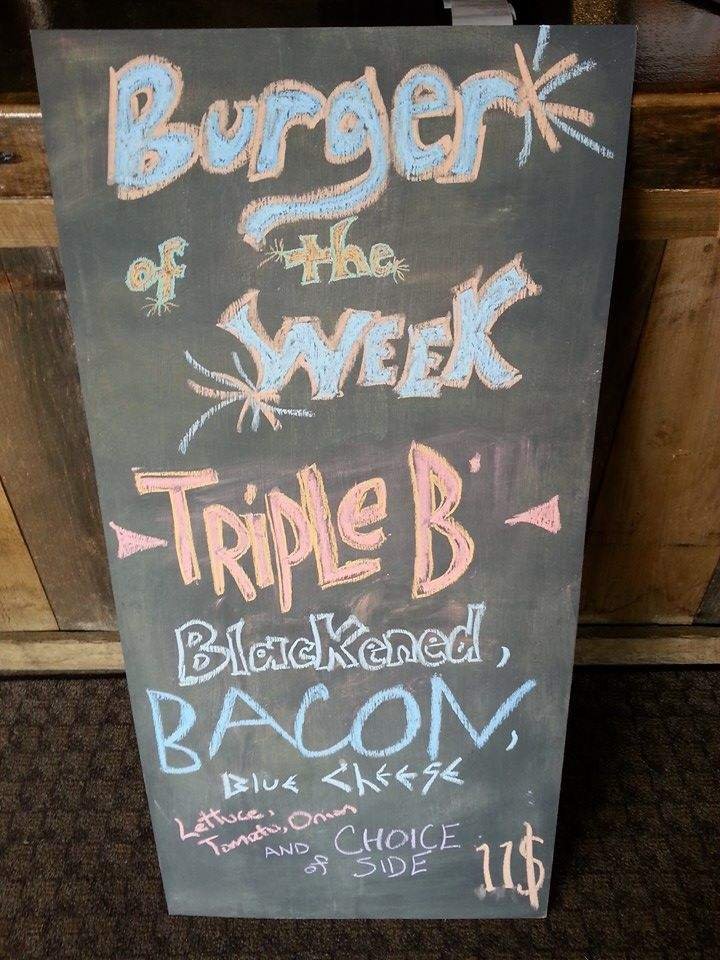 Burger
of the
WEEK
TRiPLe B
Blackened,
BACON,
BLUE CHEESE
Lettuce,
Tomato, Onion
AND CHOICE
of SIDE
11$